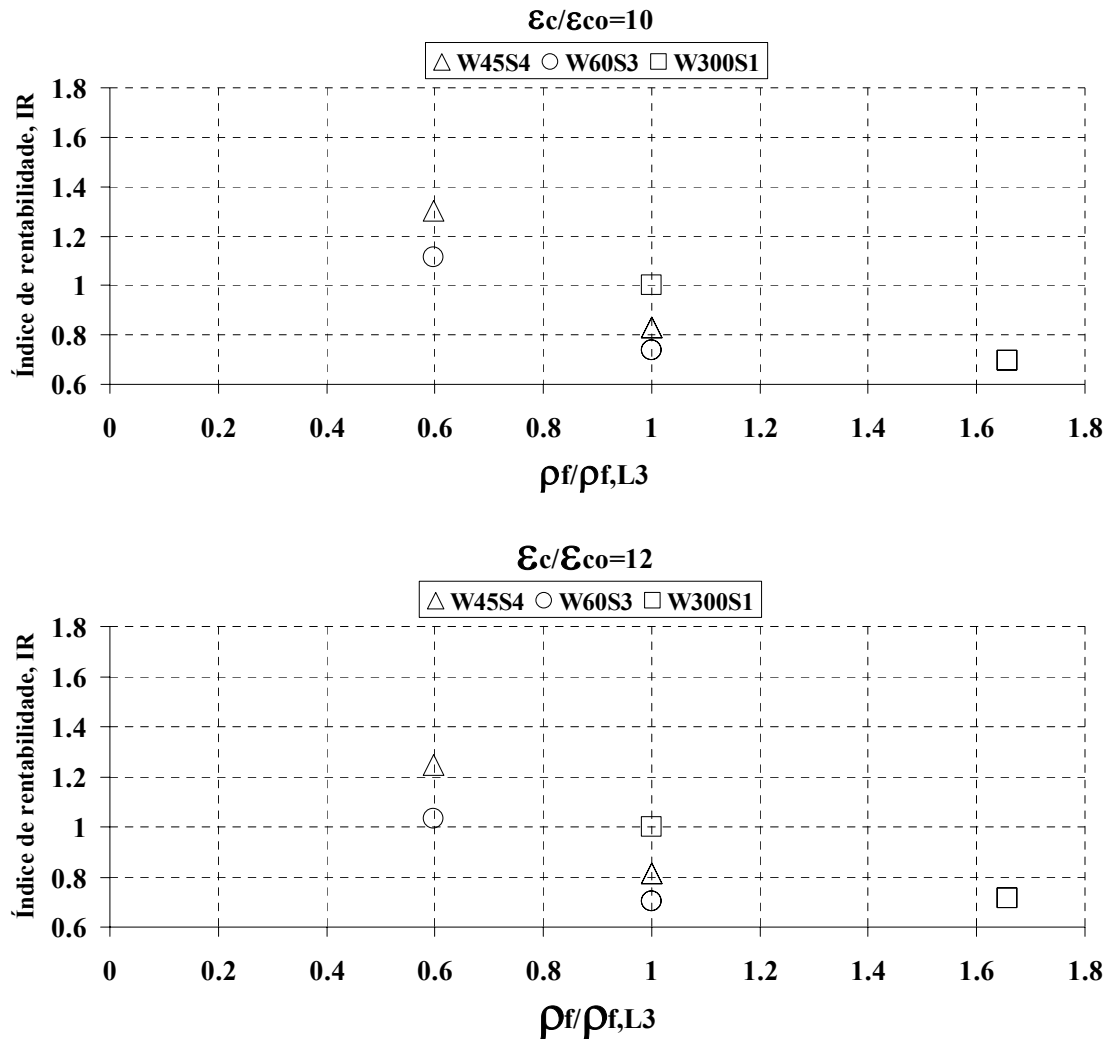 εc/εco=10
△ W45S4 ○ W60S3 □ W300S1
Índice de rentabilidade, IR
1.8
1.6
1.4
1.2
1
0.8
0.6
0 0.2 0.4 0.6 0.8 1 1.2 1.4 1.6 1.8
ρf/ρf,L3
εc/εco=12
△ W45S4 ○ W60S3 □ W300S1
Índice de rentabilidade, IR
1.8
1.6
1.4
1.2
1
0.8
0.6
0 0.2 0.4 0.6 0.8 1 1.2 1.4 1.6 1.8
ρf/ρf,L3